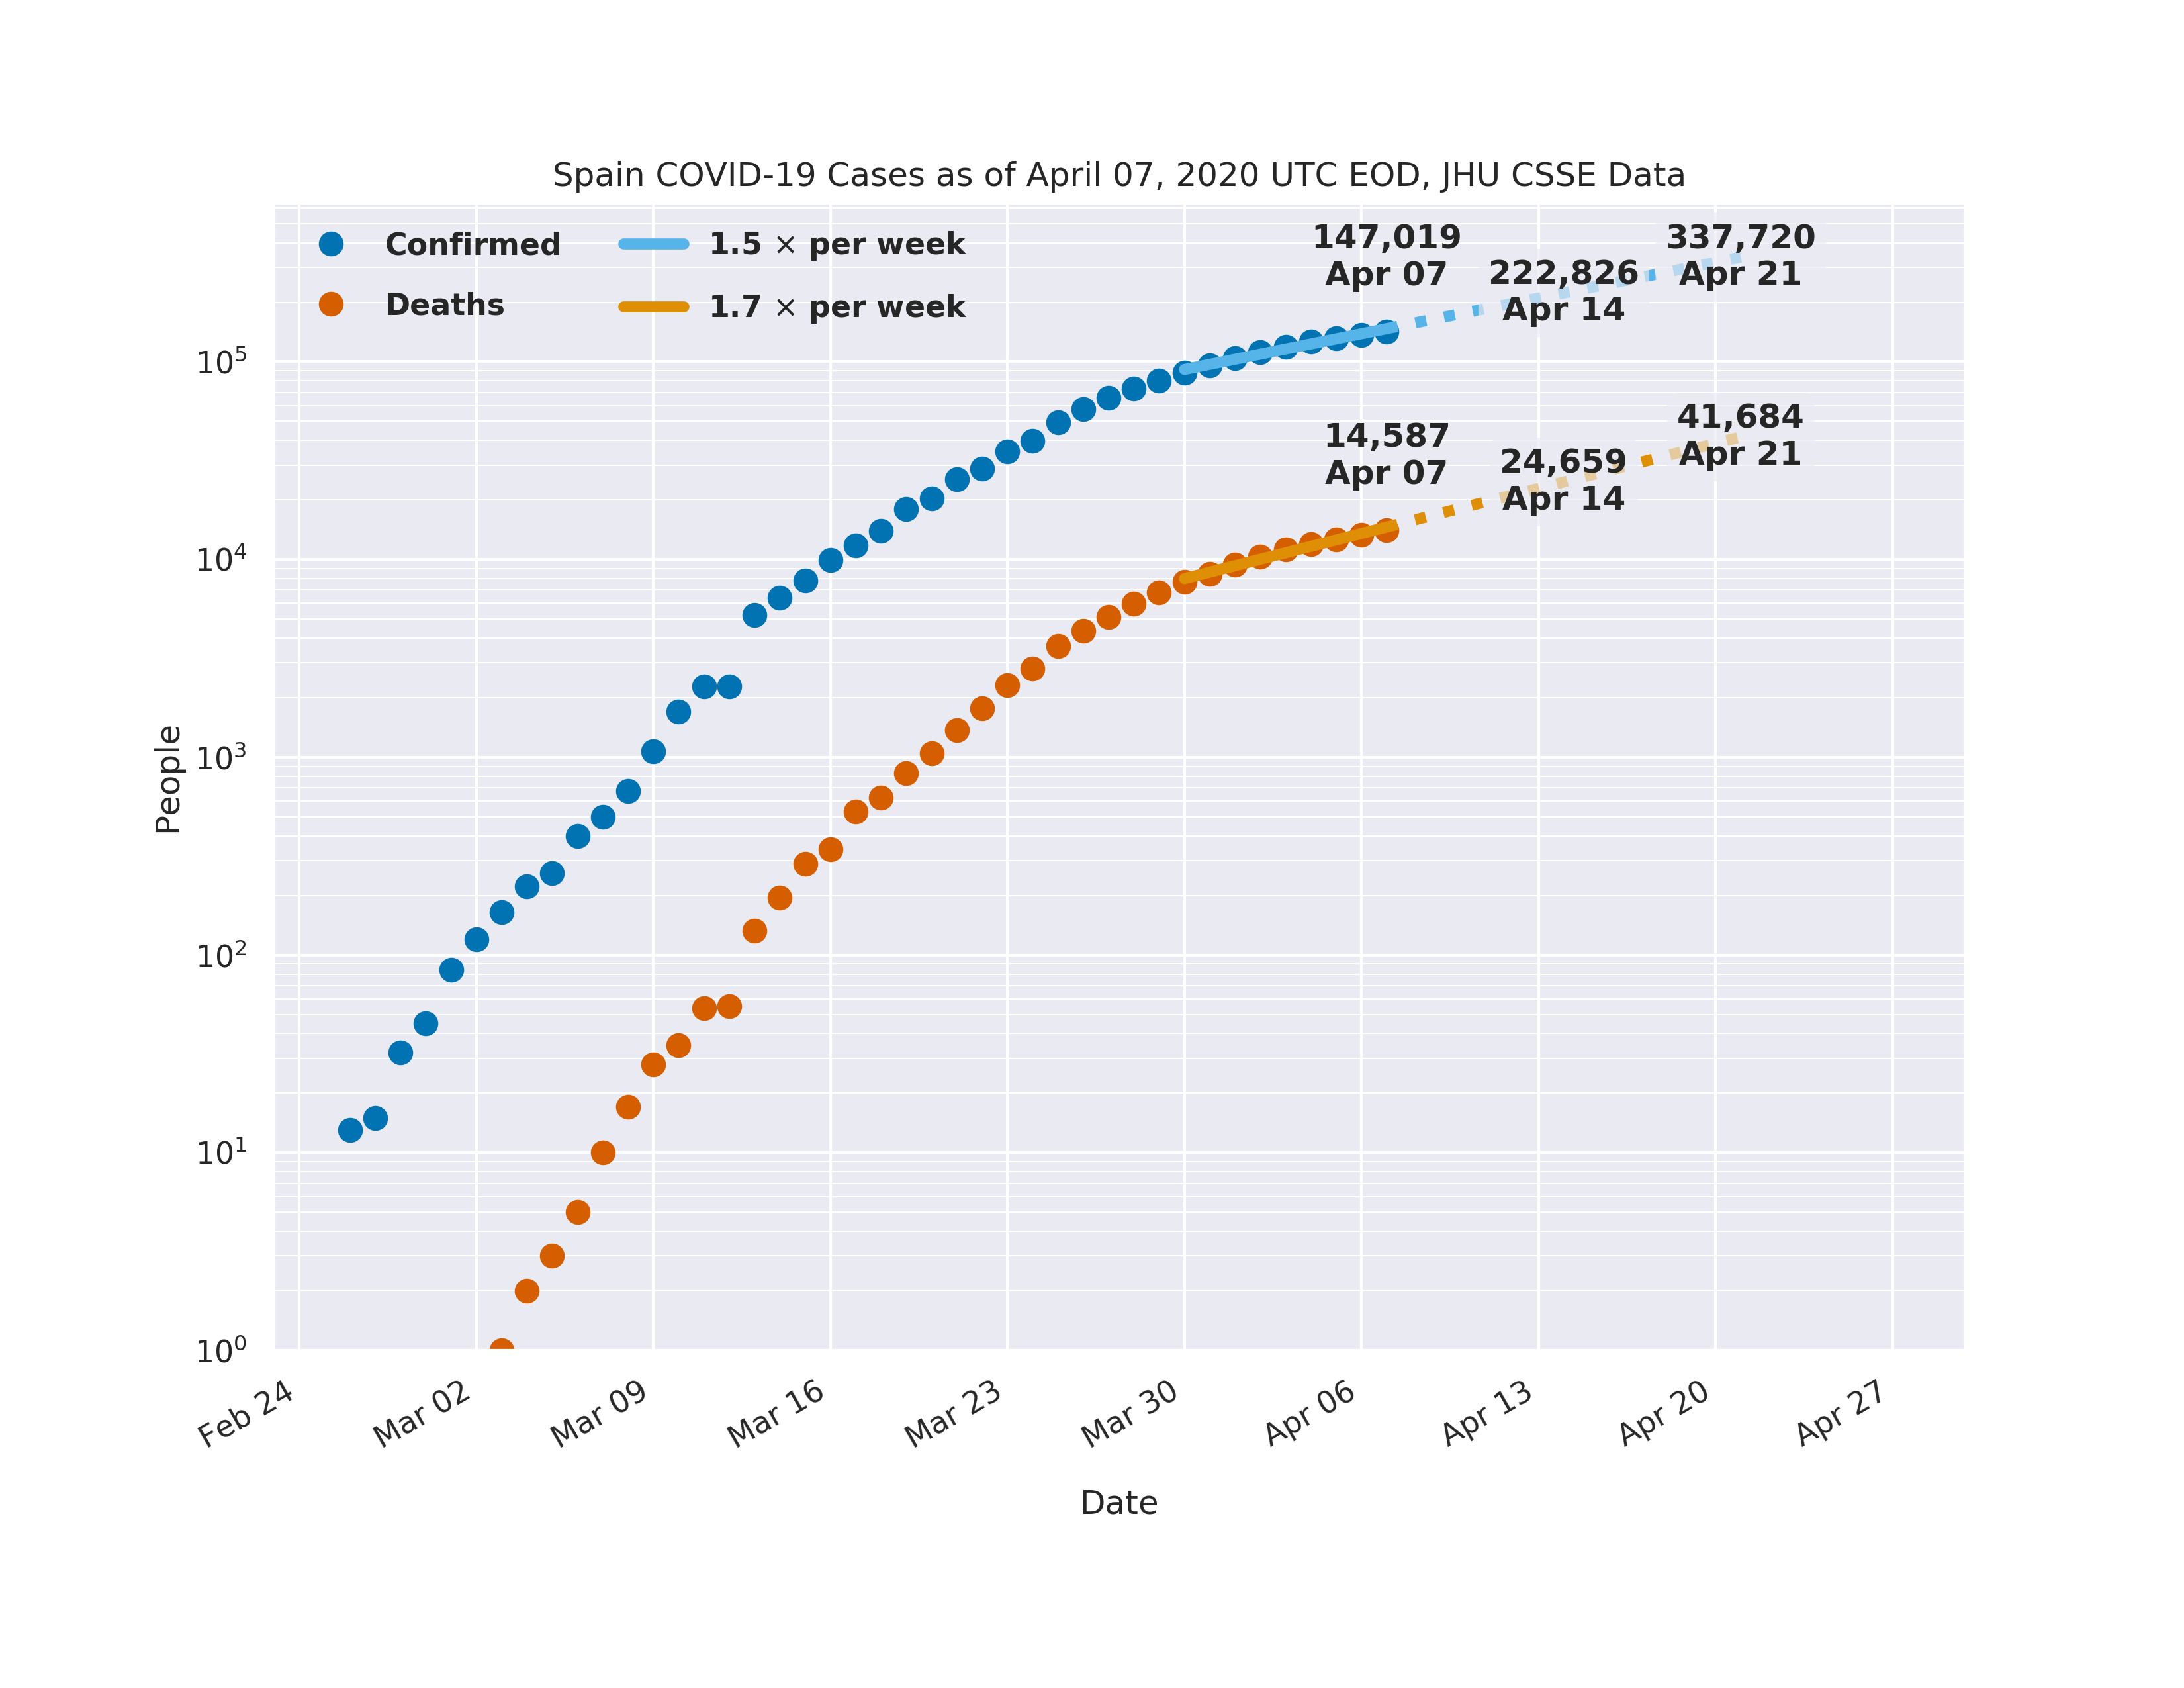 Spain COVID-19 Cases as of April 07, 2020 UTC EOD, JHU CSSE Data
Confirmed
Deaths
1.5 × per week
1.7 × per week
147,019
Apr 07
222,826
Apr 14
337,720
Apr 21
14,587
Apr 07
24,659
Apr 14
41,684
Apr 21
People
10⁵
10⁴
10³
10²
10¹
10⁰
Feb 24
Mar 02
Mar 09
Mar 16
Mar 23
Mar 30
Apr 06
Apr 13
Apr 20
Apr 27
Date